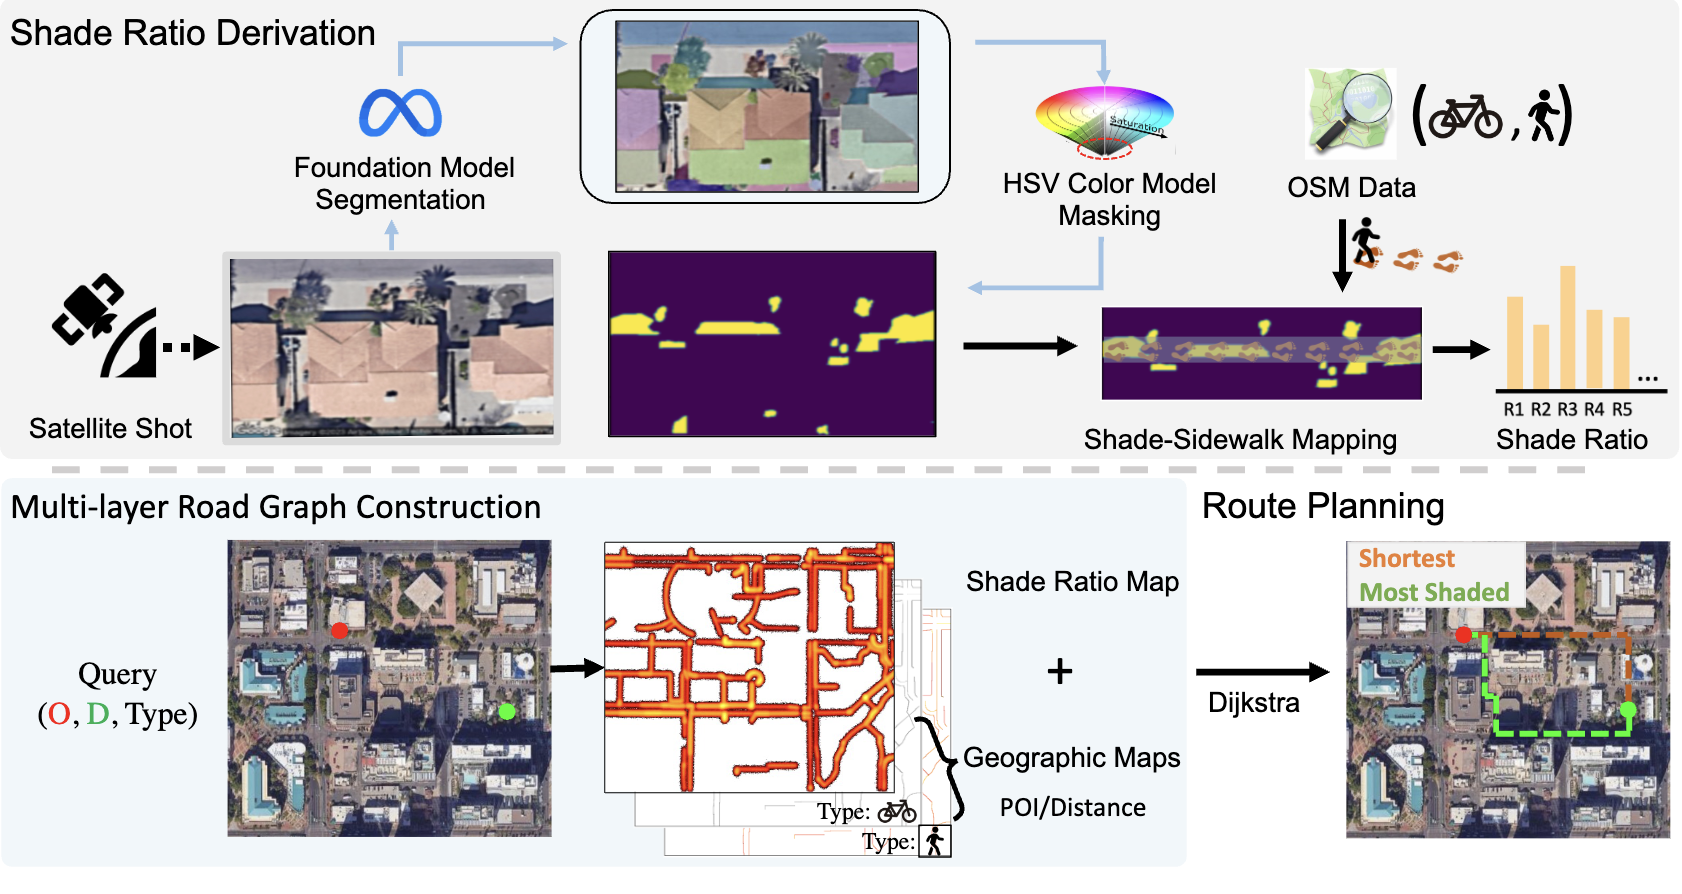 Shade Ratio Derivation
Foundation Model
Segmentation
Saturation
HSV Color Model
Masking
OSM Data
( , )
Satellite Shot
Shade-Sidewalk Mapping
...
R1 R2 R3 R4 R5
Shade Ratio
Multi-layer Road Graph Construction
Query
(O, D, Type)
Type:
Type:
Shade Ratio Map
+
Geographic Maps
POI/Distance
Dijkstra
Route Planning
Shortest
Most Shaded